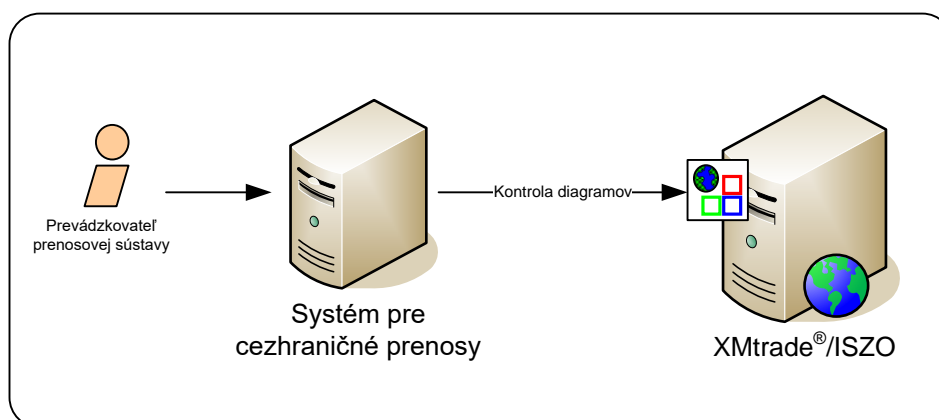 Prevádzkovateľ
prenosovej sústavy
Kontrola diagramov
Systém pre
cezhraničné prenosy
XMtrade®/ISZO